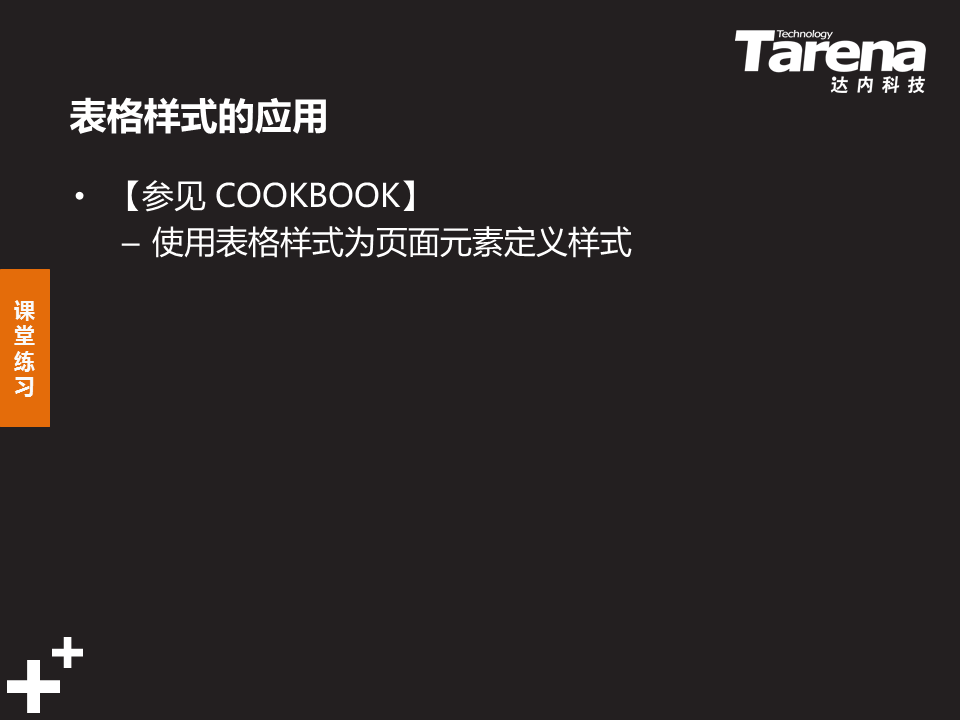 Technology
Tarena
达内科技
表格样式的应用
• 【参见 COOKBOOK】
– 使用表格样式为页面元素定义样式
课
堂
练
习